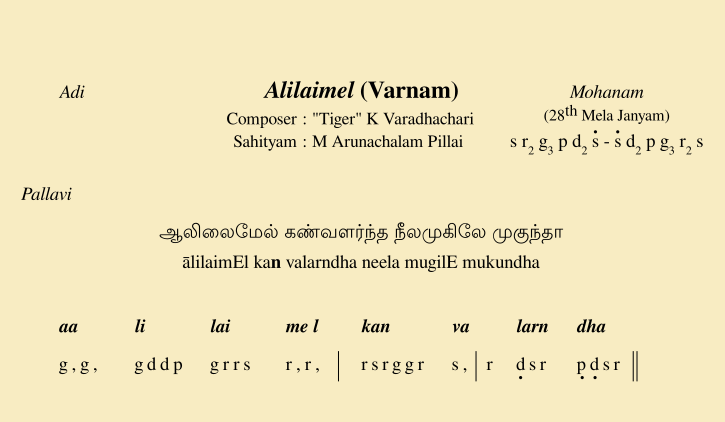 Adi Alilaimel (Varnam) Mohanam
Composer : "Tiger" K Varadhachari (28th Mela Janyam)
Sahityam : M Arunachalam Pillai s r2 g3 p d2 ṡ - ṡ d2 p g3 r2 s
Pallavi
ஆலிலைமேல் கண்வளர்ந்த நீலமுகிலே முகுந்தா
ālilaimEl kan valarndha neela mugilE mukundha
aa li lai me l kan va larn dha
g , g , g d d p g r r s r , r , | r s r g g r s , | r ḍ s r p̣ ḍ s r ||